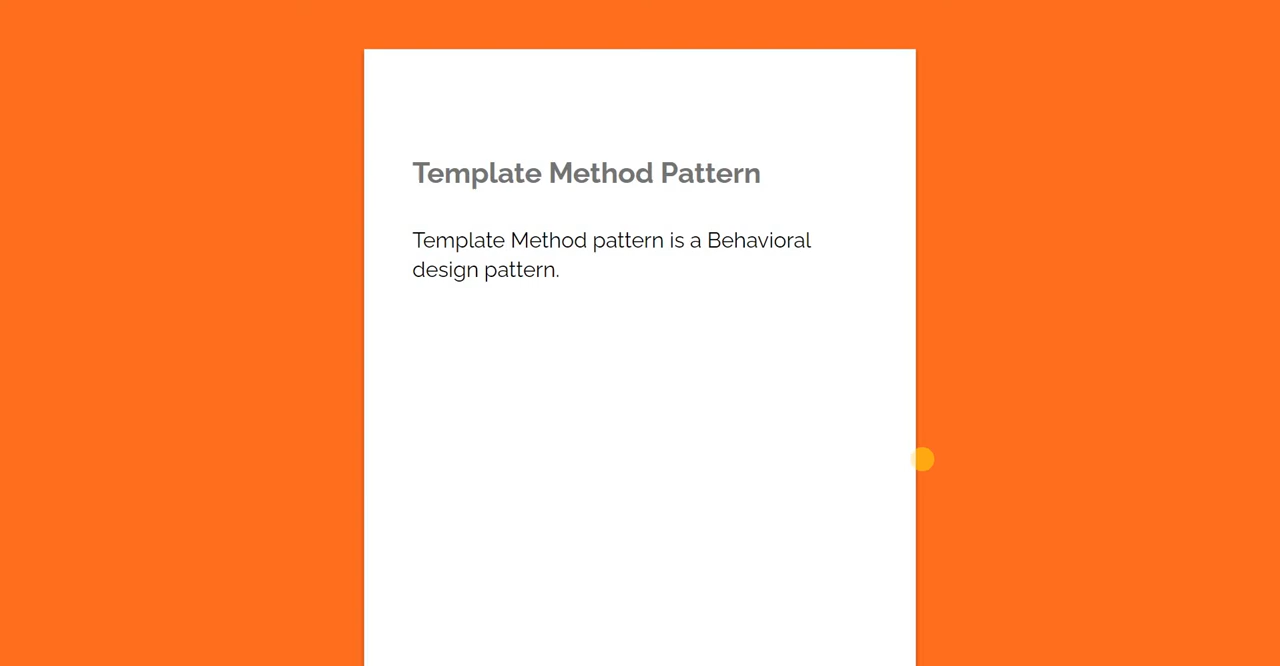 Template Method Pattern
Template Method pattern is a Behavioral
design pattern.